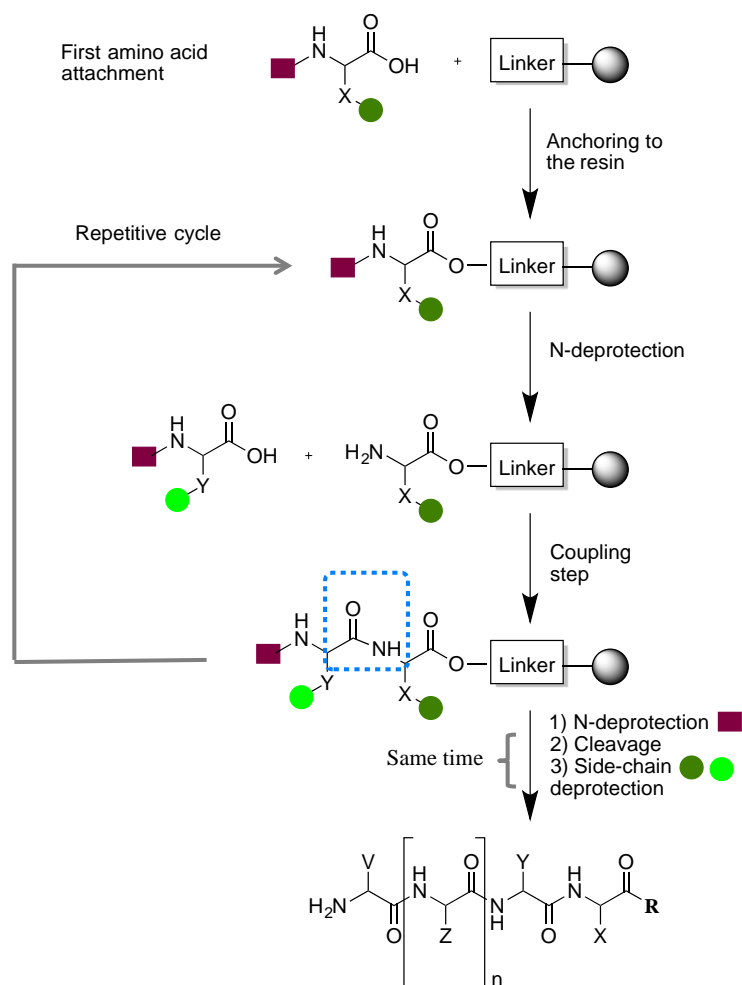 First amino acid
attachment
H
N
O
OH
X
+
Linker
Anchoring to
the resin
Repetitive cycle
H
N
O
O
X
Linker
N-deprotection
H
N
O
OH
Y
+
H₂N
O
O
X
Linker
Coupling
step
H
N
O
NH
O
O
Y
X
Linker
1) N-deprotection
2) Cleavage
3) Side-chain
deprotection
Same time
V
H
N
O
Y
H
N
O
R
H₂N
O
Z
N
H
O
X
n